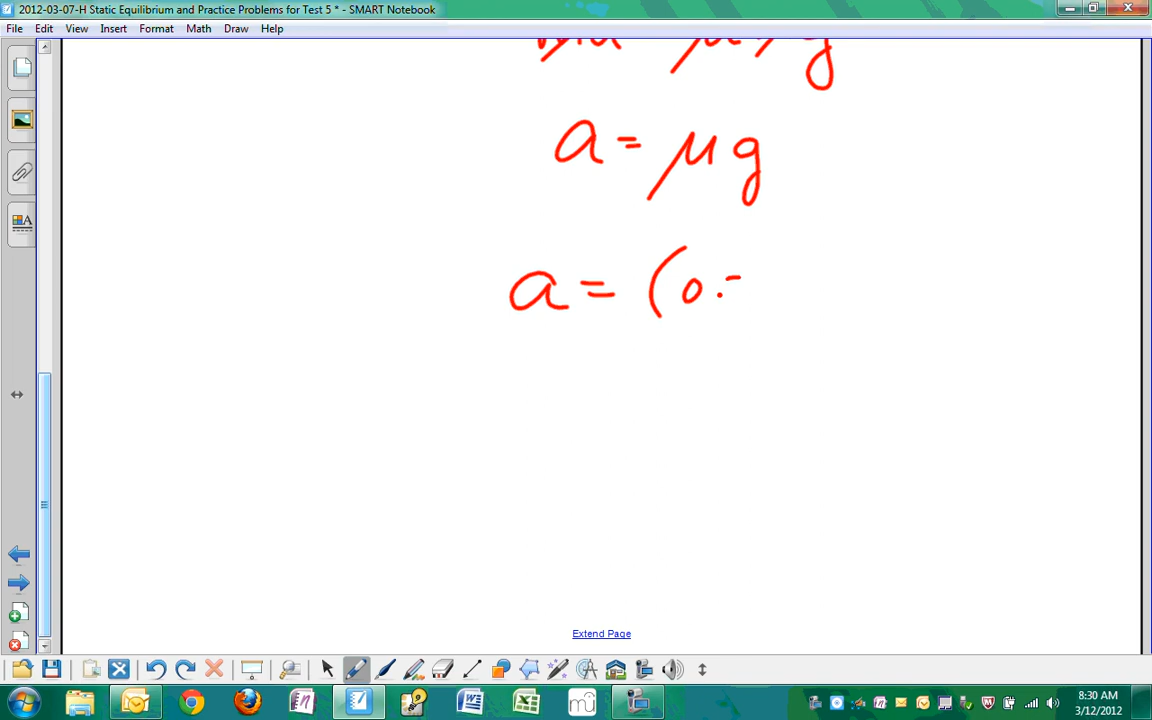 2012-03-07-H Static Equilibrium and Practice Problems for Test 5 * - SMART Notebook
File Edit View Insert Format Math Draw Help
a = μ g
a = (0.
Extend Page
8:30 AM
3/12/2012